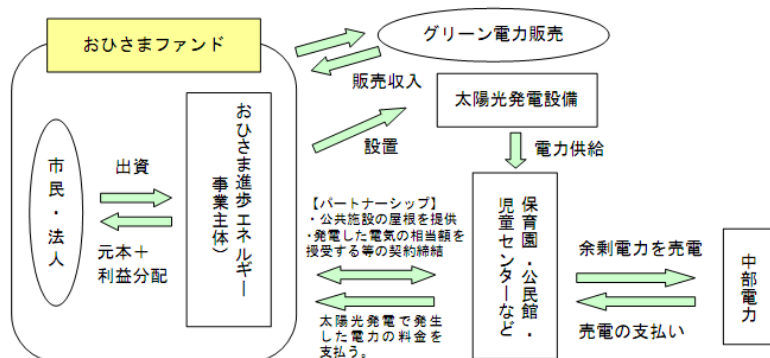 おひさまファンド
グリーン電力販売
販売収入
太陽光発電設備
設置
電力供給
市民・法人
出資
元本+
利益分配
おひさま進歩エネルギー
事業主体)
【パートナーシップ】
・公共施設の屋根を提供
・発電した電気の相当額を
授受する等の契約締結
太陽光発電で発生
した電力の料金を
支払う。
保育園・公民館・
児童センターなど
余剰電力を売電
売電の支払い
中部電力